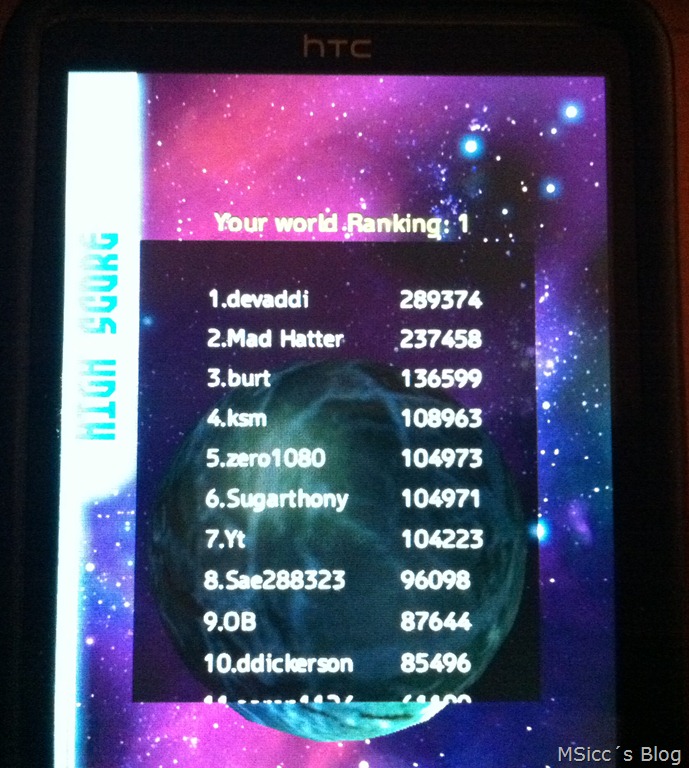 hTC
Your world Ranking: 1
HIGH SCORE
1.devaddi 289374
2.Mad Hatter 237458
3.burt 136599
4.ksm 108963
5.zero1080 104973
6.Sugarthony 104971
7.Yt 104223
8.Sae288323 96098
9.OB 87644
10.ddickerson 85496
MSicc´s Blog